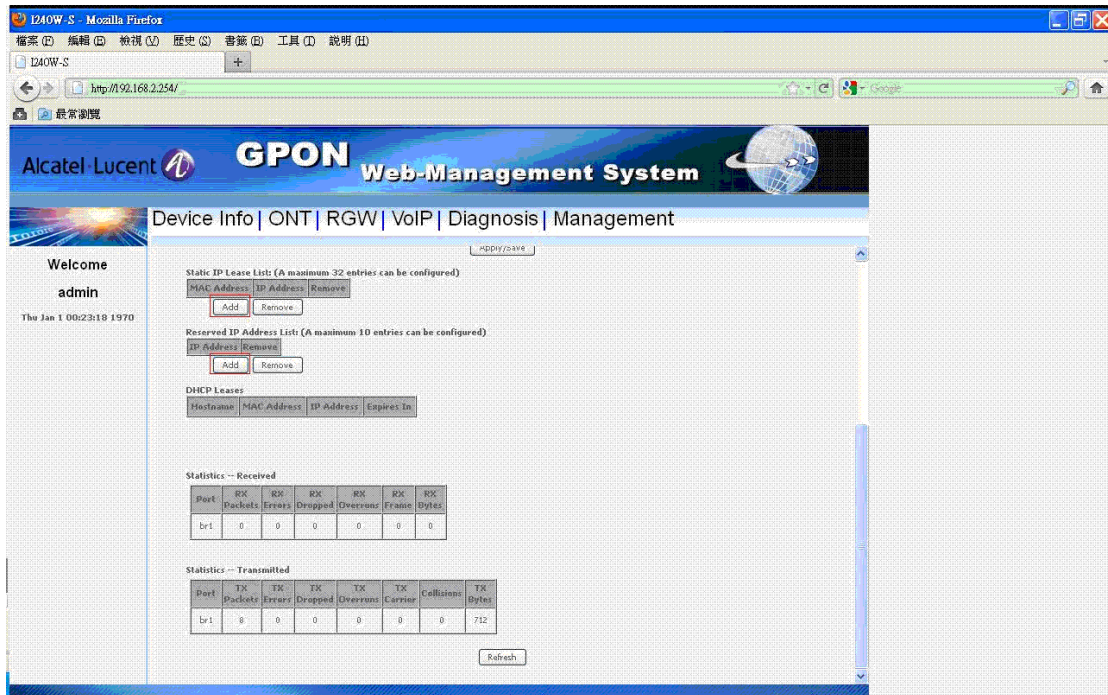 I240W-S - Mozilla Firefox
檔案(F) 編輯(E) 檢視(V) 歷史(S) 書籤(B) 工具(T) 說明(H)
I240W-S +
http://192.168.2.254/ Google
最常瀏覽
Alcatel·Lucent GPON Web-Management System
Device Info | ONT | RGW | VoIP | Diagnosis | Management
Welcome
admin
Thu Jan 1 00:23:18 1970
Apply/Save
Static IP Lease List: (A maximum 32 entries can be configured)
MAC Address IP Address Remove
Add Remove
Reserved IP Address List: (A maximum 10 entries can be configured)
IP Address Remove
Add Remove
DHCP Leases
Hostname MAC Address IP Address Expires In
Statistics -- Received
Port RX Packets RX Errors RX Dropped RX Overruns RX Frame RX Bytes
br1 0 0 0 0 0 0
Statistics -- Transmitted
Port TX Packets TX Errors TX Dropped TX Overruns TX Carrier Collisions TX Bytes
br1 8 0 0 0 0 0 712
Refresh